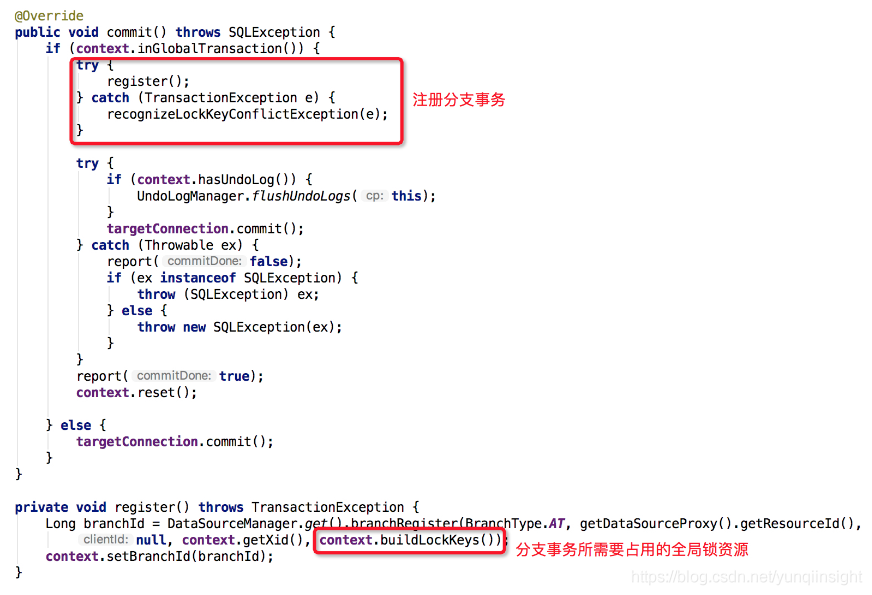 @Override
public void commit() throws SQLException {
if (context.inGlobalTransaction()) {
try {
register();
} catch (TransactionException e) {
recognizeLockKeyConflictException(e);
}
注册分支事务
try {
if (context.hasUndoLog()) {
UndoLogManager.flushUndoLogs( cp: this);
}
targetConnection.commit();
} catch (Throwable ex) {
report( commitDone: false);
if (ex instanceof SQLException) {
throw (SQLException) ex;
} else {
throw new SQLException(ex);
}
}
report( commitDone: true);
context.reset();
} else {
targetConnection.commit();
}
}
private void register() throws TransactionException {
Long branchId = DataSourceManager.get().branchRegister(BranchType.AT, getDataSourceProxy().getResourceId(),
clientId: null, context.getXid(), context.buildLockKeys());
context.setBranchId(branchId);
分支事务所需要占用的全局锁资源
}
https://blog.csdn.net/yunqiinsight